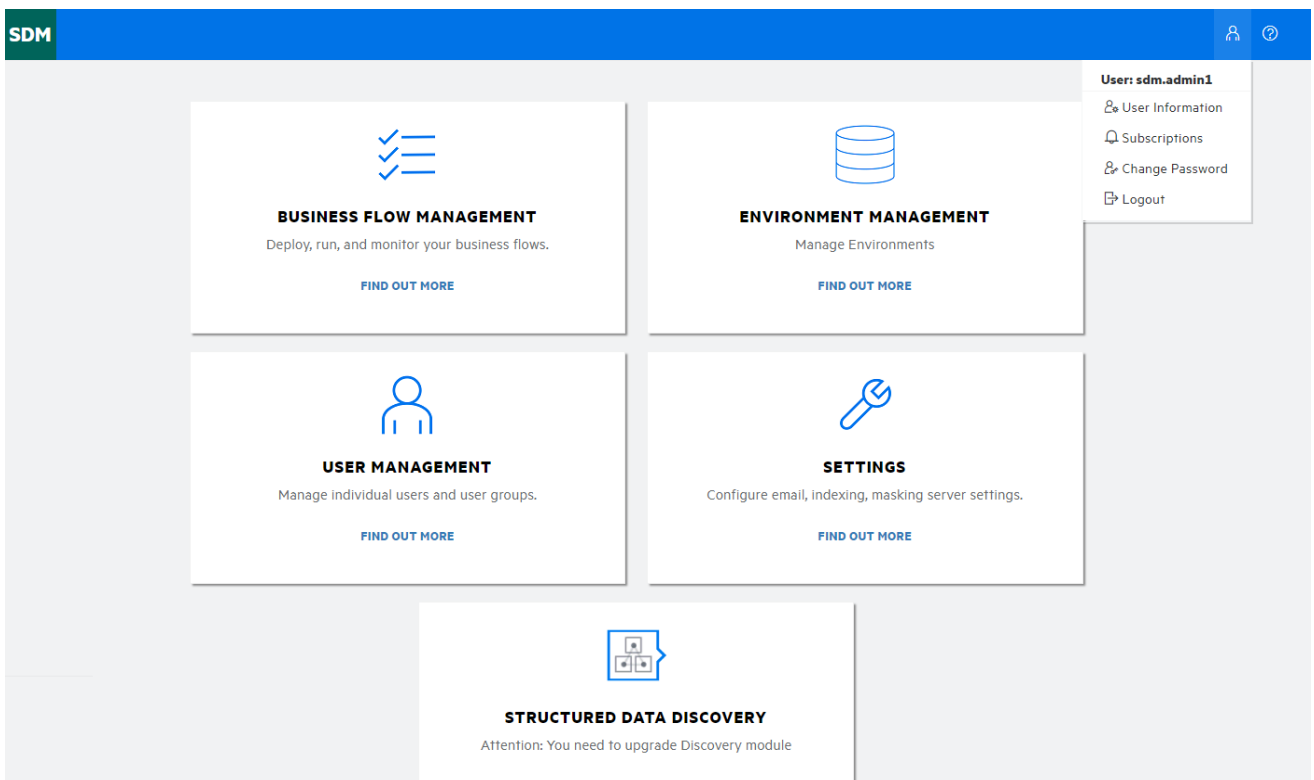 SDM
User: sdm.admin1
User Information
Subscriptions
Change Password
Logout
BUSINESS FLOW MANAGEMENT
Deploy, run, and monitor your business flows.
FIND OUT MORE
ENVIRONMENT MANAGEMENT
Manage Environments
FIND OUT MORE
USER MANAGEMENT
Manage individual users and user groups.
FIND OUT MORE
SETTINGS
Configure email, indexing, masking server settings.
FIND OUT MORE
STRUCTURED DATA DISCOVERY
Attention: You need to upgrade Discovery module